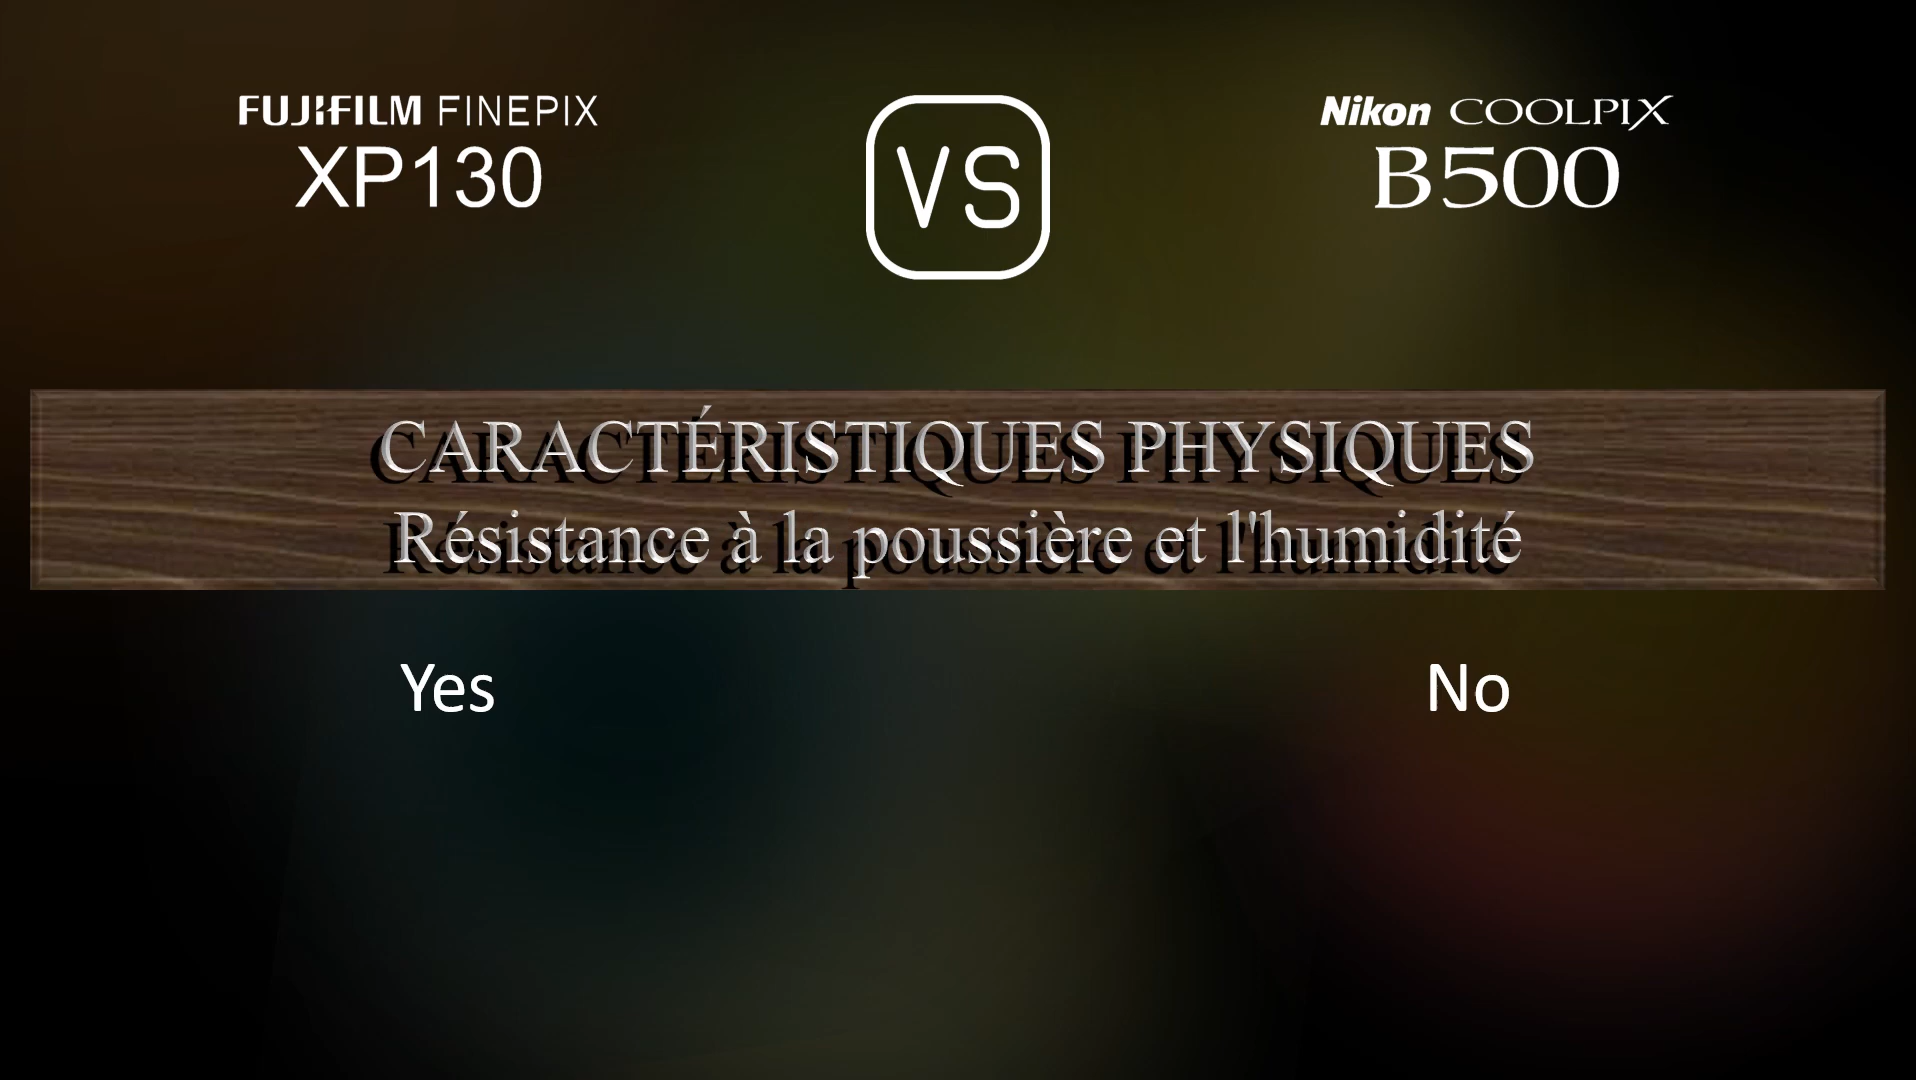 FUJIFILM FINEPIX
XP130
VS
Nikon COOLPIX
B500
CARACTÉRISTIQUES PHYSIQUES
Résistance à la poussière et l'humidité
Yes
No